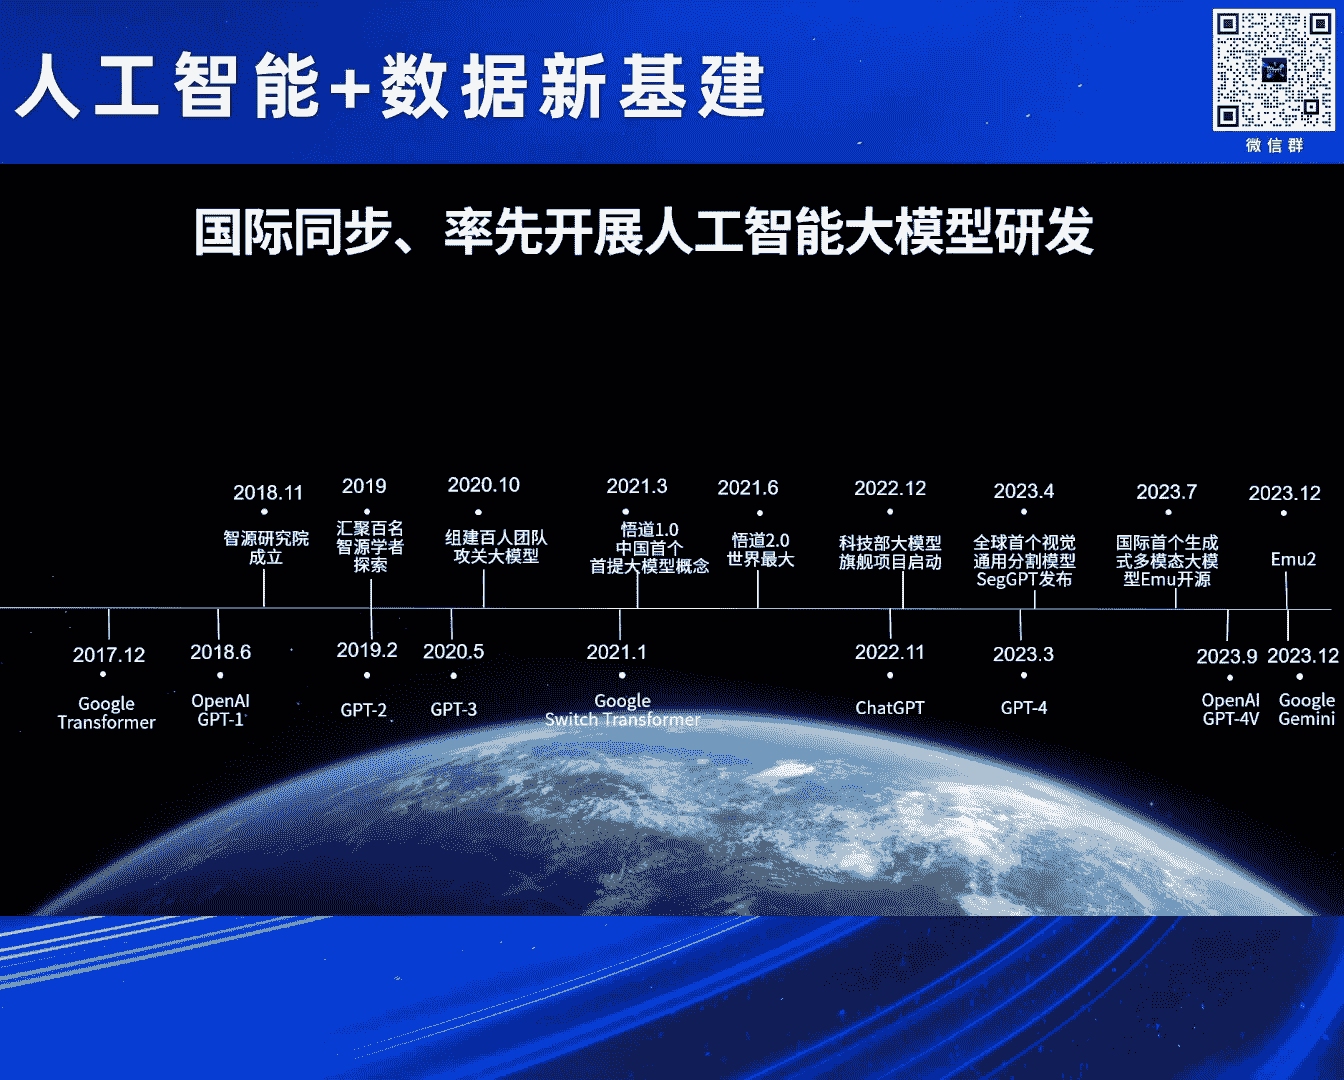 人工智能+数据新基建
微信群
国际同步、率先开展人工智能大模型研发
2018.11
智源研究院
成立
2019
汇聚百名
智源学者
探索
2020.10
组建百人团队
攻关大模型
2021.3
悟道1.0
中国首个
首提大模型概念
2021.6
悟道2.0
世界最大
2022.12
科技部大模型
旗舰项目启动
2023.4
全球首个视觉
通用分割模型
SegGPT发布
2023.7
国际首个生成
式多模态大模
型Emu开源
2023.12
Emu2
2017.12
Google
Transformer
2018.6
OpenAI
GPT-1
2019.2
GPT-2
2020.5
GPT-3
2021.1
Google
Switch Transformer
2022.11
ChatGPT
2023.3
GPT-4
2023.9
OpenAI
GPT-4V
2023.12
Google
Gemini